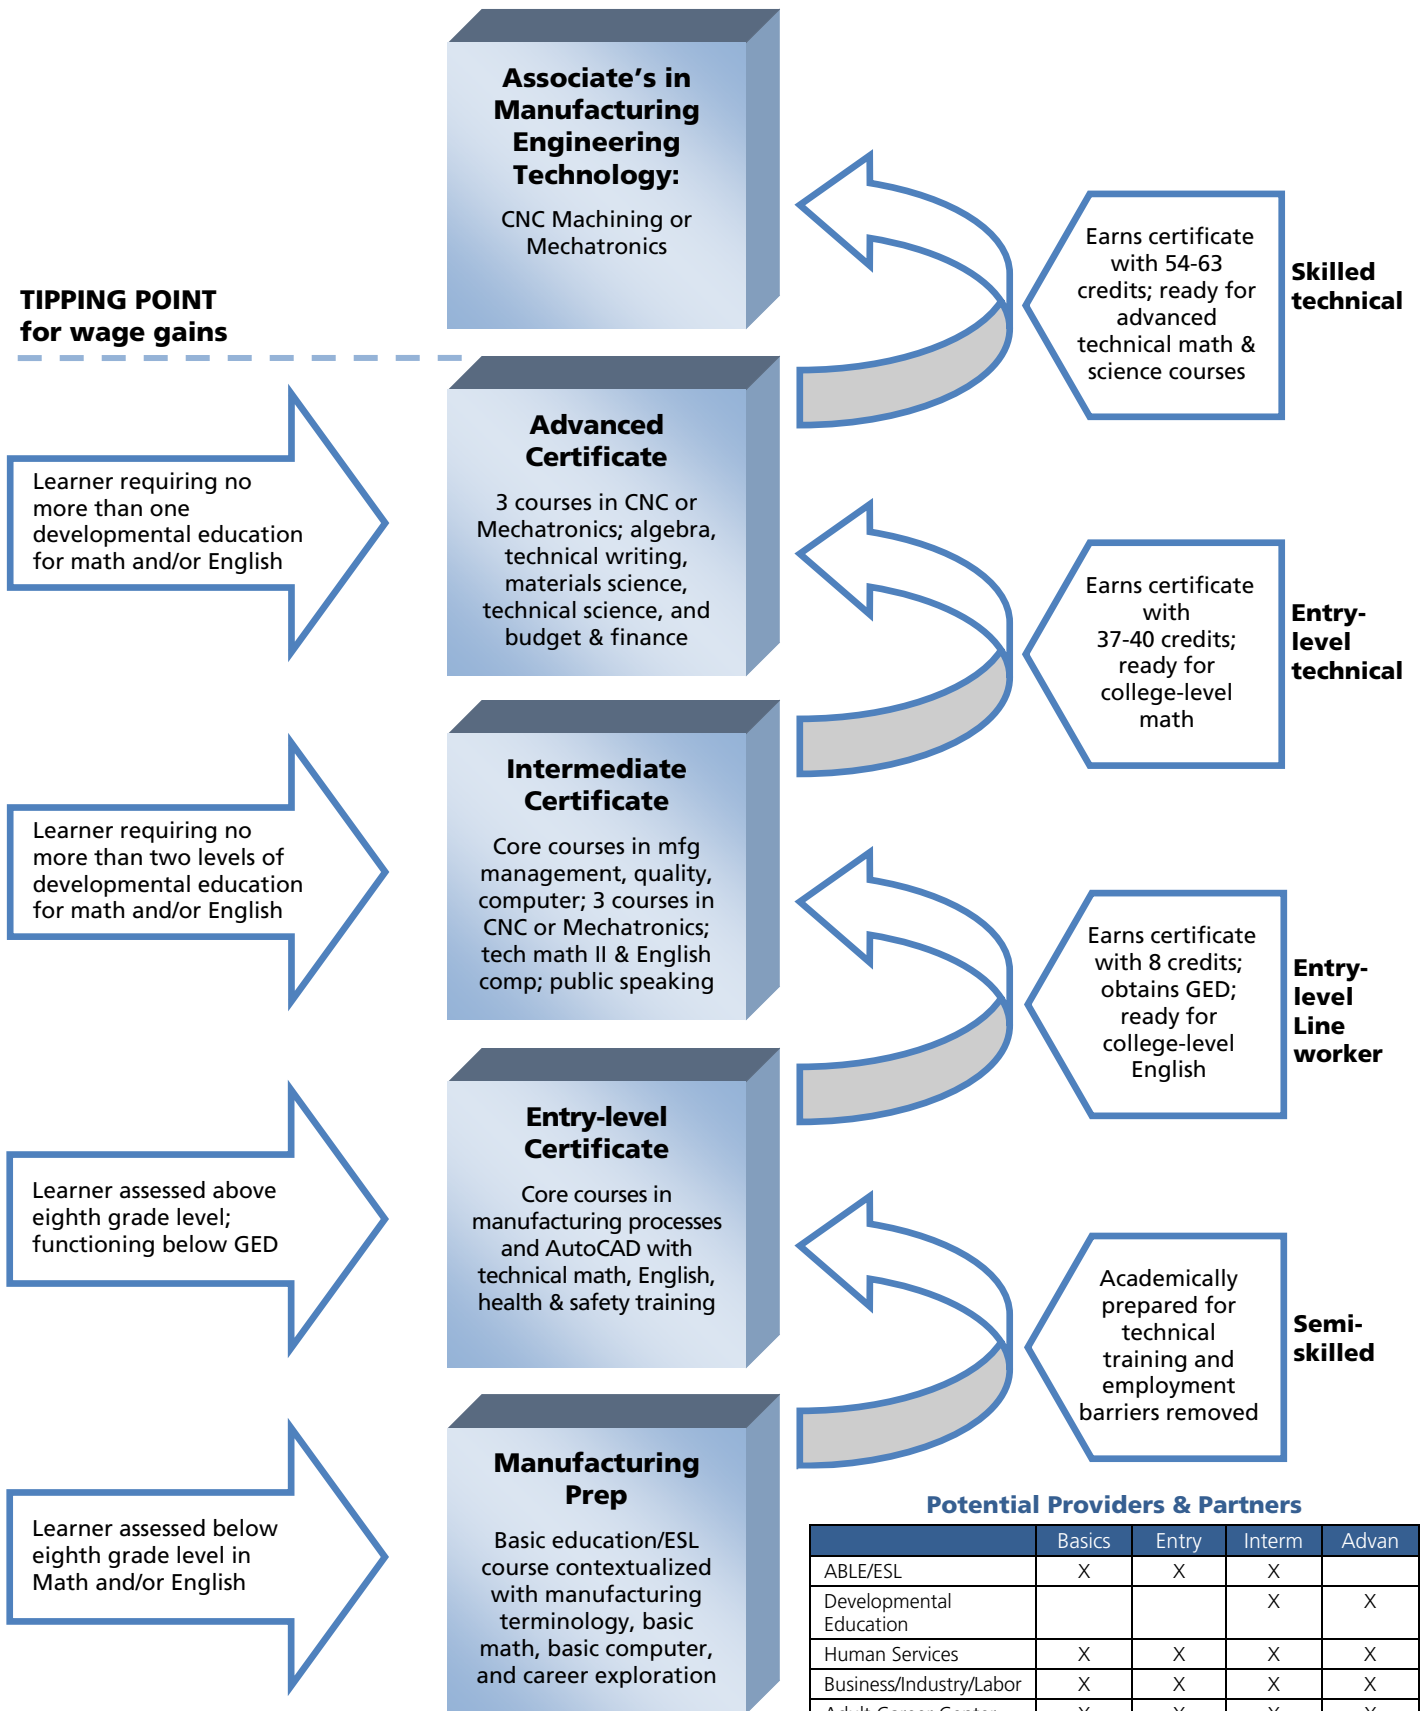 Associate's in
Manufacturing
Engineering
Technology:
CNC Machining or
Mechatronics
Earns certificate
with 54-63
credits; ready for
advanced
technical math &
science courses
Skilled
technical
TIPPING POINT
for wage gains
Learner requiring no
more than one
developmental education
for math and/or English
Advanced
Certificate
3 courses in CNC or
Mechatronics; algebra,
technical writing,
materials science,
technical science, and
budget & finance
Earns certificate
with
37-40 credits;
ready for
college-level
math
Entry-
level
technical
Learner requiring no
more than two levels of
developmental education
for math and/or English
Intermediate
Certificate
Core courses in mfg
management, quality,
computer; 3 courses in
CNC or Mechatronics;
tech math II & English
comp; public speaking
Earns certificate
with 8 credits;
obtains GED;
ready for
college-level
English
Entry-
level
Line
worker
Learner assessed above
eighth grade level;
functioning below GED
Entry-level
Certificate
Core courses in
manufacturing processes
and AutoCAD with
technical math, English,
health & safety training
Academically
prepared for
technical
training and
employment
barriers removed
Semi-
skilled
Learner assessed below
eighth grade level in
Math and/or English
Manufacturing
Prep
Basic education/ESL
course contextualized
with manufacturing
terminology, basic
math, basic computer,
and career exploration
Potential Providers & Partners
Basics Entry Interm Advan
ABLE/ESL X X X
Developmental
Education X X
Human Services X X X X
Business/Industry/Labor X X X X
Adult Career Center X X X X